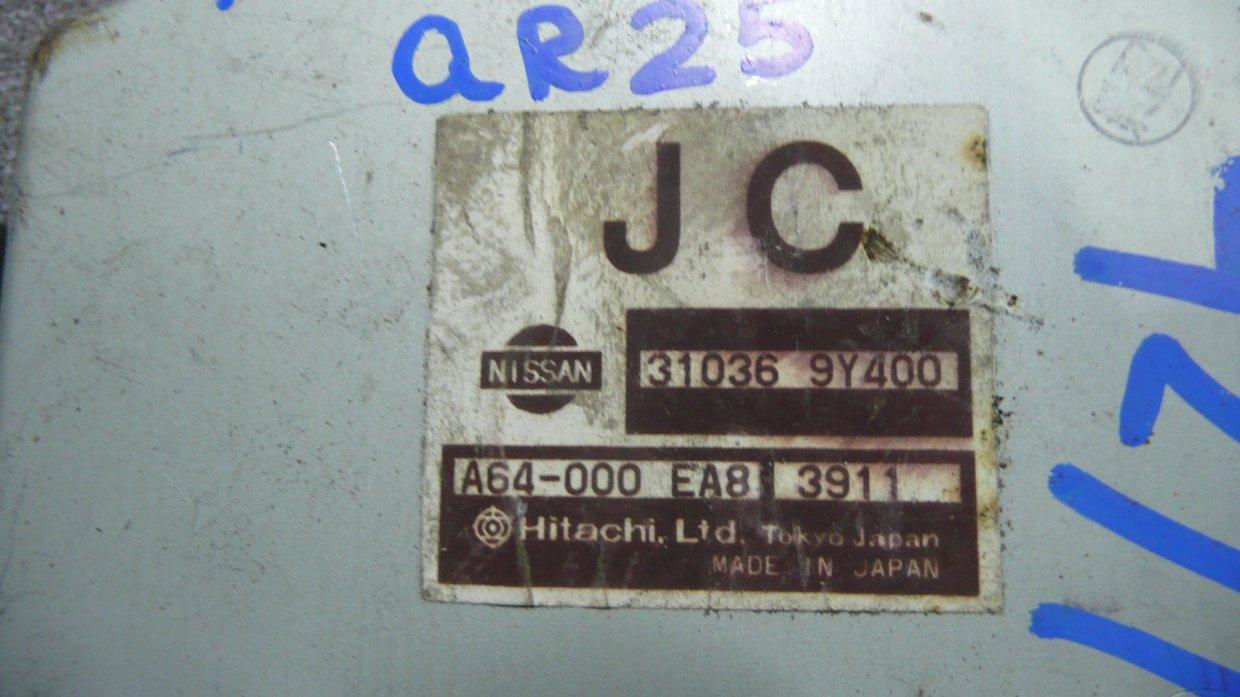 QR25
JC
NISSAN
31036 9Y400
A64-000 EA8 3911
Hitachi, Ltd. Tokyo Japan
MADE IN JAPAN